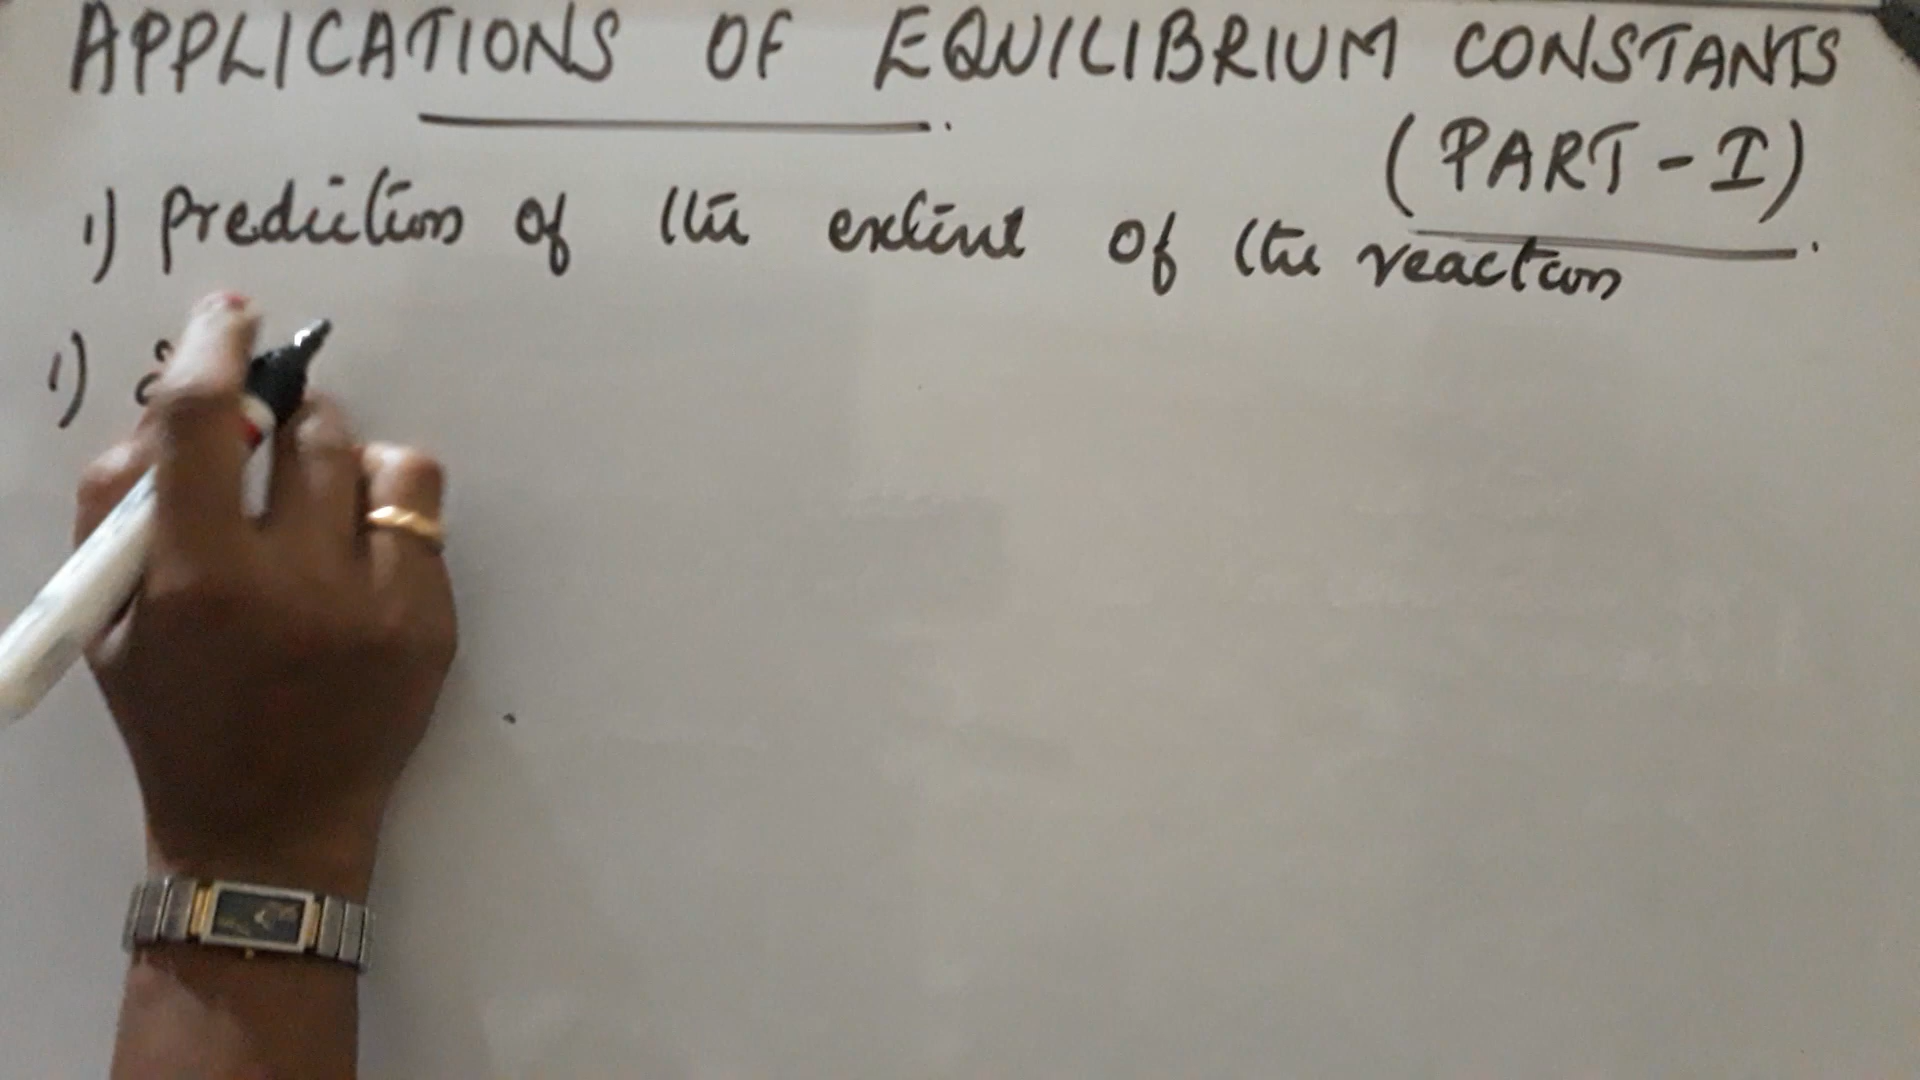 APPLICATIONS OF EQUILIBRIUM CONSTANTS
(PART-I)
1) Prediction of the extent of the reaction
1)